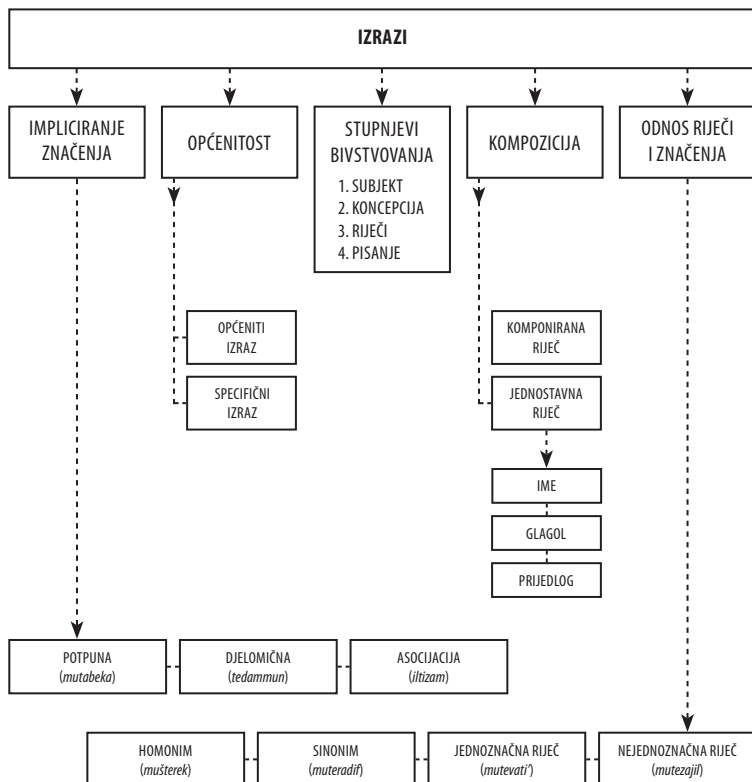 IZRAZI
IMPLICIRANJE
ZNAČENJA
OPĆENITOST
STUPNJEVI
BIVSTVOVANJA
1. SUBJEKT
2. KONCEPCIJA
3. RIJEČI
4. PISANJE
KOMPOZICIJA
ODNOS RIJEČI
I ZNAČENJA
OPĆENITI
IZRAZ
SPECIFIČNI
IZRAZ
KOMPONIRANA
RIJEČ
JEDNOSTAVNA
RIJEČ
IME
GLAGOL
PRIJEDLOG
POTPUNA
(mutabeka)
DJELOMIČNA
(tedammun)
ASOCIJACIJA
(iltizam)
HOMONIM
(mušterek)
SINONIM
(muteradif)
JEDNOZNAČNA RIJEČ
(mutevati’)
NEJEDNOZNAČNA RIJEČ
(mutezajil)